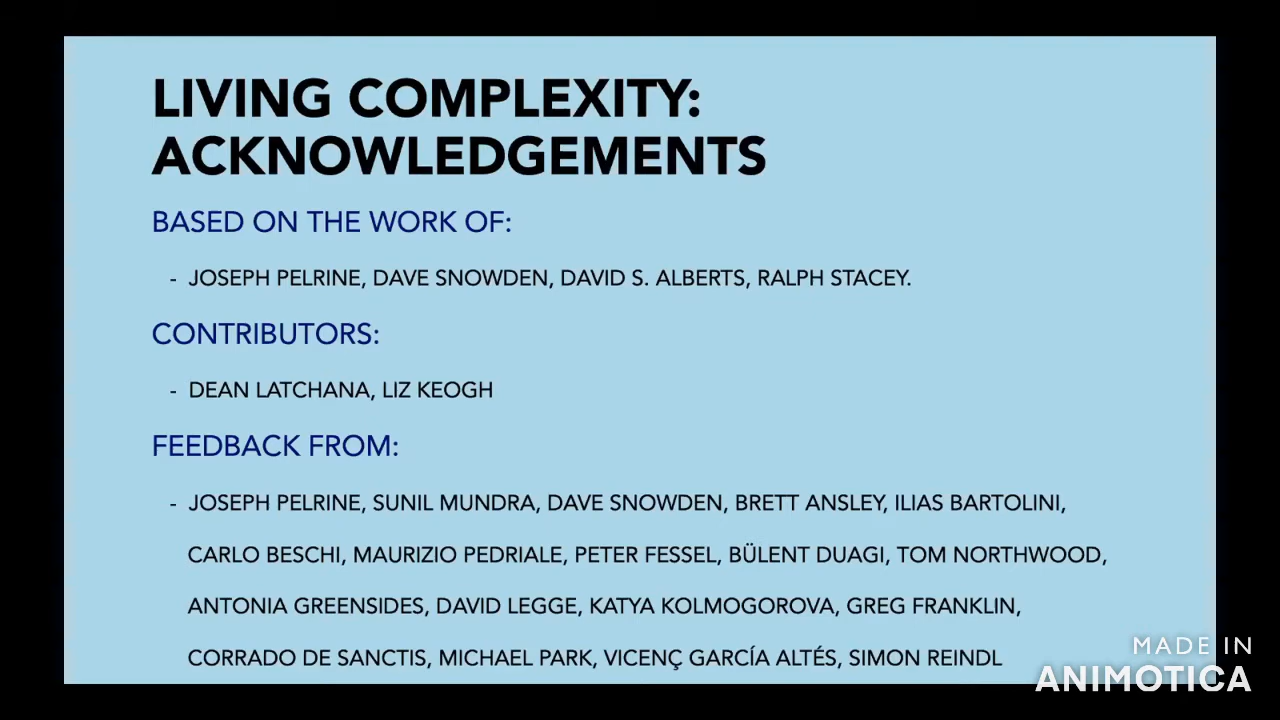 LIVING COMPLEXITY:
ACKNOWLEDGEMENTS
BASED ON THE WORK OF:
- JOSEPH PELRINE, DAVE SNOWDEN, DAVID S. ALBERTS, RALPH STACEY.
CONTRIBUTORS:
- DEAN LATCHANA, LIZ KEOGH
FEEDBACK FROM:
- JOSEPH PELRINE, SUNIL MUNDRA, DAVE SNOWDEN, BRETT ANSLEY, ILIAS BARTOLINI,
CARLO BESCHI, MAURIZIO PEDRIALE, PETER FESSEL, BÜLENT DUAGI, TOM NORTHWOOD,
ANTONIA GREENSIDES, DAVID LEGGE, KATYA KOLMOGOROVA, GREG FRANKLIN,
CORRADO DE SANCTIS, MICHAEL PARK, VICENÇ GARCÍA ALTÉS, SIMON REINDL
MADE IN
ANIMOTICA